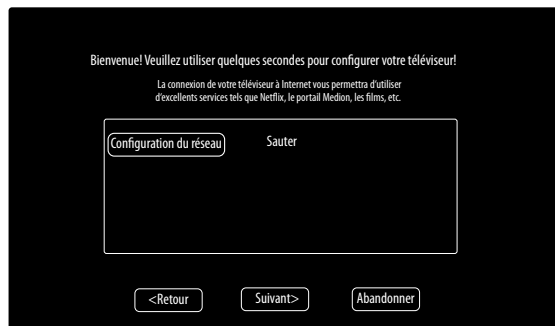 Bienvenue! Veuillez utiliser quelques secondes pour configurer votre téléviseur!
La connexion de votre téléviseur à Internet vous permettra d'utiliser
d'excellents services tels que Netflix, le portail Medion, les films, etc.
Configuration du réseau Sauter
<Retour Suivant> Abandonner